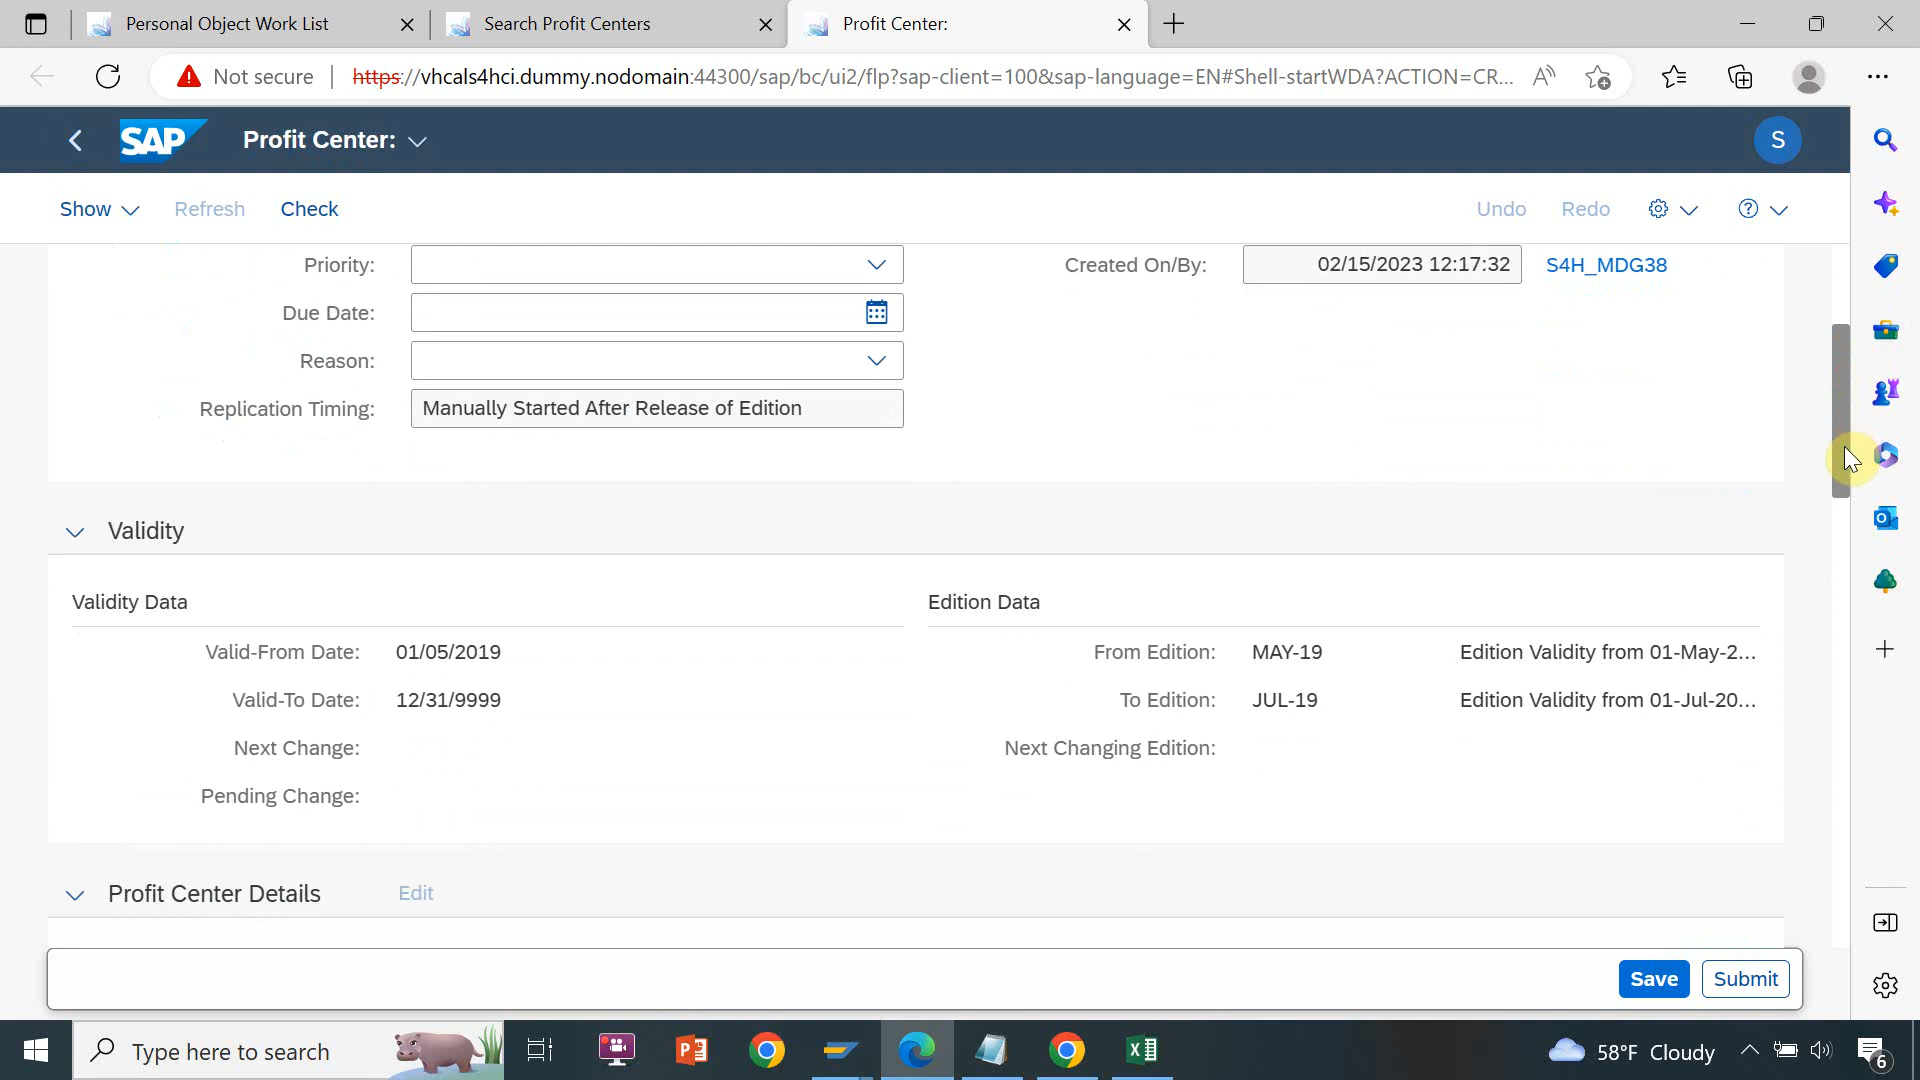 Personal Object Work List
Search Profit Centers
Profit Center:
Not secure
https://vhcals4hci.dummy.nodomain:44300/sap/bc/ui2/flp?sap-client=100&sap-language=EN#Shell-startWDA?ACTION=CR...
SAP
Profit Center:
S
Show
Refresh
Check
Undo
Redo
Priority:
Created On/By:
02/15/2023 12:17:32
S4H_MDG38
Due Date:
Reason:
Replication Timing:
Manually Started After Release of Edition
Validity
Validity Data
Edition Data
Valid-From Date:
01/05/2019
From Edition:
MAY-19
Edition Validity from 01-May-2...
Valid-To Date:
12/31/9999
To Edition:
JUL-19
Edition Validity from 01-Jul-20...
Next Change:
Next Changing Edition:
Pending Change:
Profit Center Details
Edit
Save
Submit
Type here to search
58°F Cloudy
6